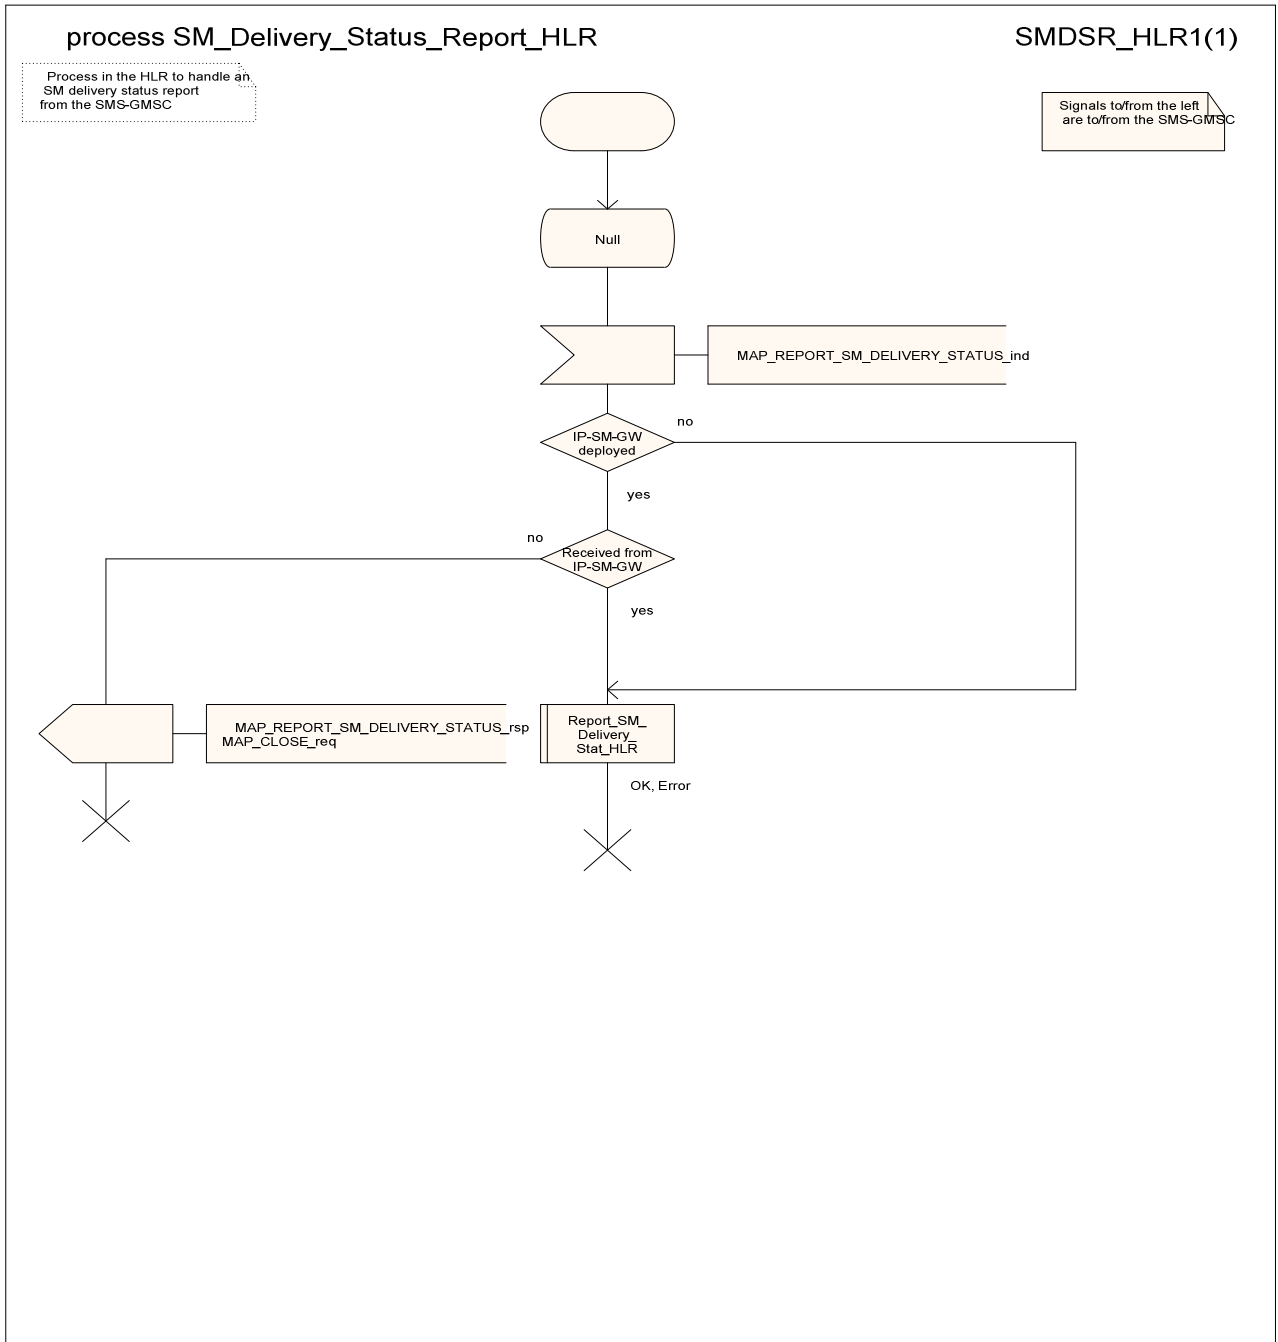 process SM_Delivery_Status_Report_HLR
SMDSR_HLR1(1)
Process in the HLR to handle an
SM delivery status report
from the SMS-GMSC
Signals to/from the left
are to/from the SMS-GMSC
Null
MAP_REPORT_SM_DELIVERY_STATUS_ind
no
IP-SM-GW
deployed
yes
no
Received from
IP-SM-GW
yes
MAP_REPORT_SM_DELIVERY_STATUS_rsp
MAP_CLOSE_req
Report_SM_
Delivery_
Stat_HLR
OK, Error